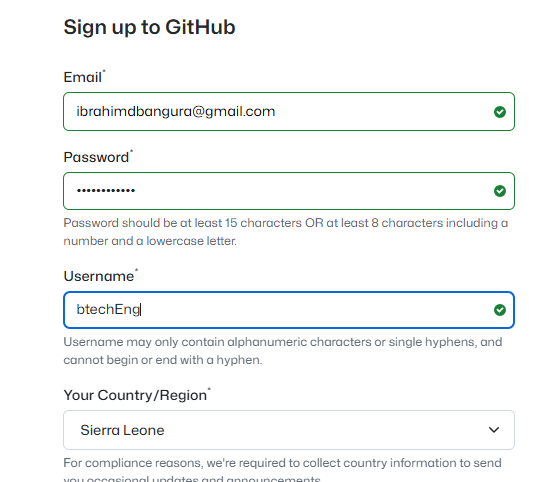 Sign up to GitHub
Email*
ibrahimdbangura@gmail.com
Password*
••••••••••••
Password should be at least 15 characters OR at least 8 characters including a
number and a lowercase letter.
Username*
btechEng
Username may only contain alphanumeric characters or single hyphens, and
cannot begin or end with a hyphen.
Your Country/Region*
Sierra Leone
For compliance reasons, we're required to collect country information to send
you occasional updates and announcements.